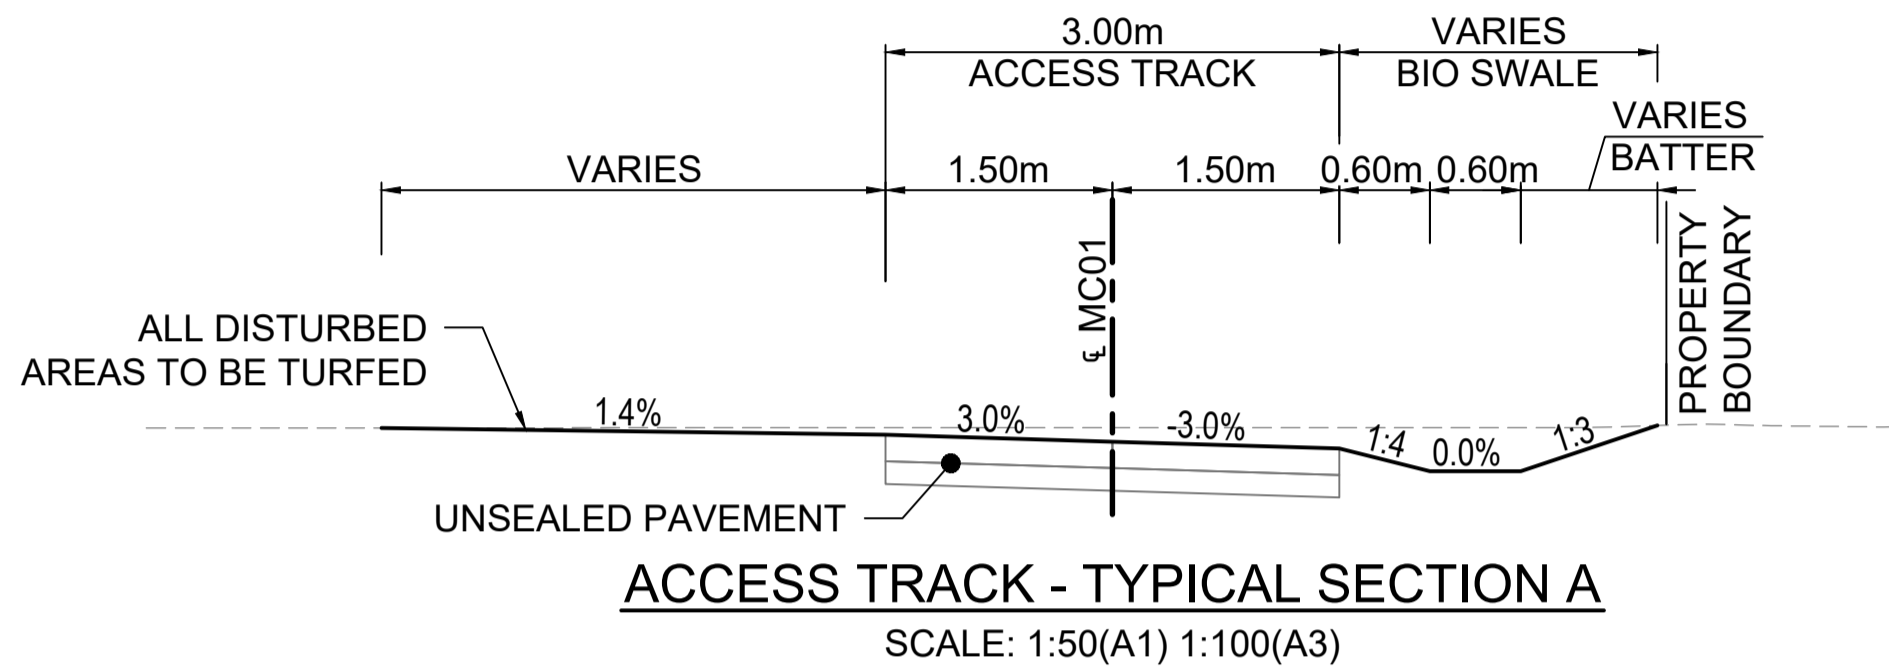 3.00m
ACCESS TRACK
VARIES
BIO SWALE
VARIES
BATTER
VARIES
1.50m
1.50m
0.60m
0.60m
℄ MC01
PROPERTY
BOUNDARY
ALL DISTURBED
AREAS TO BE TURFED
1.4%
3.0%
-3.0%
1:4
0.0%
1:3
UNSEALED PAVEMENT
ACCESS TRACK - TYPICAL SECTION A
SCALE: 1:50(A1) 1:100(A3)